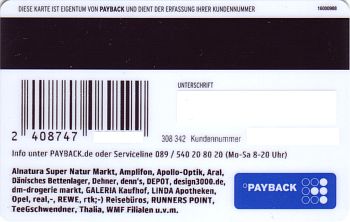 DIESE KARTE IST EIGENTUM VON PAYBACK UND DIENT DER ERFASSUNG IHRER KUNDENNUMMER
16000908
UNTERSCHRIFT
2 408747
308 342 Kundennummer
Info unter PAYBACK.de oder Serviceline 089 / 540 20 80 20 (Mo-Sa 8-20 Uhr)
Alnatura Super Natur Markt, Amplifon, Apollo-Optik, Aral,
Dänisches Bettenlager, Dehner, denn's, DEPOT, design3000.de,
dm-drogerie markt, GALERIA Kaufhof, LINDA Apotheken,
Opel, real,-, REWE, rtk;-) Reisebüros, RUNNERS POINT,
TeeGschwendner, Thalia, WMF Filialen u.v.m.
PAYBACK